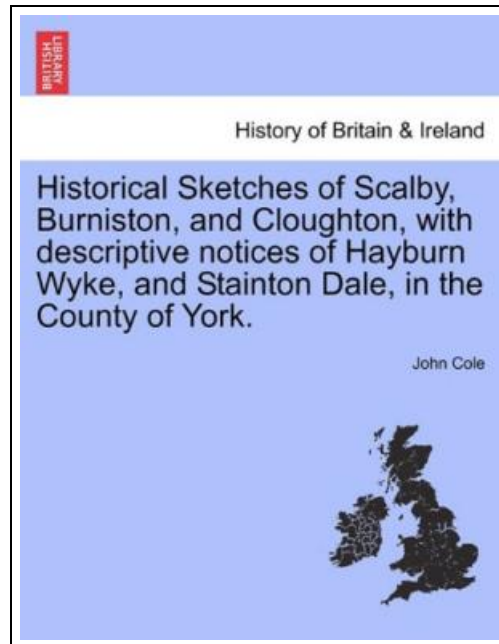 BRITISH
LIBRARY
History of Britain & Ireland
Historical Sketches of Scalby,
Burniston, and Cloughton, with
descriptive notices of Hayburn
Wyke, and Stainton Dale, in the
County of York.
John Cole